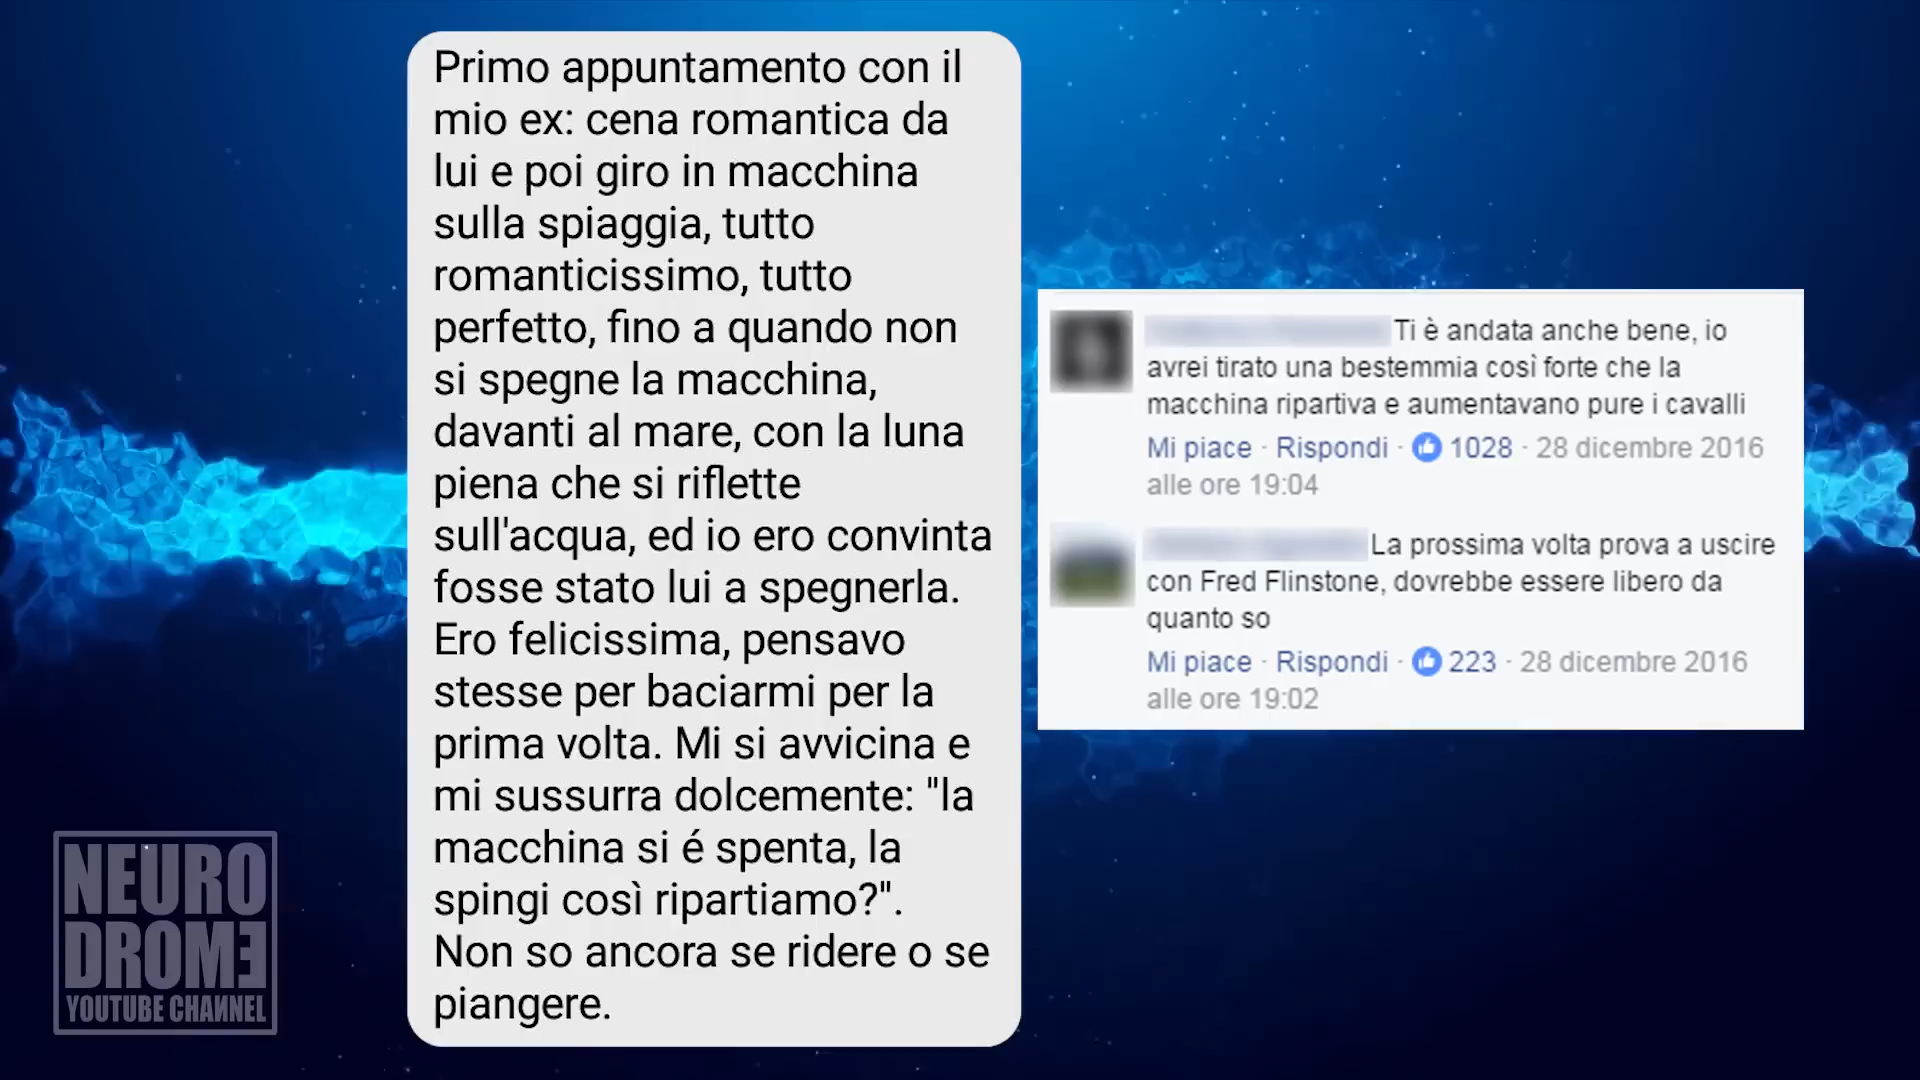 Primo appuntamento con il
mio ex: cena romantica da
lui e poi giro in macchina
sulla spiaggia, tutto
romanticissimo, tutto
perfetto, fino a quando non
si spegne la macchina,
davanti al mare, con la luna
piena che si riflette
sull'acqua, ed io ero convinta
fosse stato lui a spegnerla.
Ero felicissima, pensavo
stesse per baciarmi per la
prima volta. Mi si avvicina e
mi sussurra dolcemente: "la
macchina si é spenta, la
spingi così ripartiamo?".
Non so ancora se ridere o se
piangere.
Ti è andata anche bene, io
avrei tirato una bestemmia così forte che la
macchina ripartiva e aumentavano pure i cavalli
Mi piace · Rispondi · 1028 · 28 dicembre 2016
alle ore 19:04
La prossima volta prova a uscire
con Fred Flinstone, dovrebbe essere libero da
quanto so
Mi piace · Rispondi · 223 · 28 dicembre 2016
alle ore 19:02
NEURO
DROMƎ
YOUTUBE CHANNEL